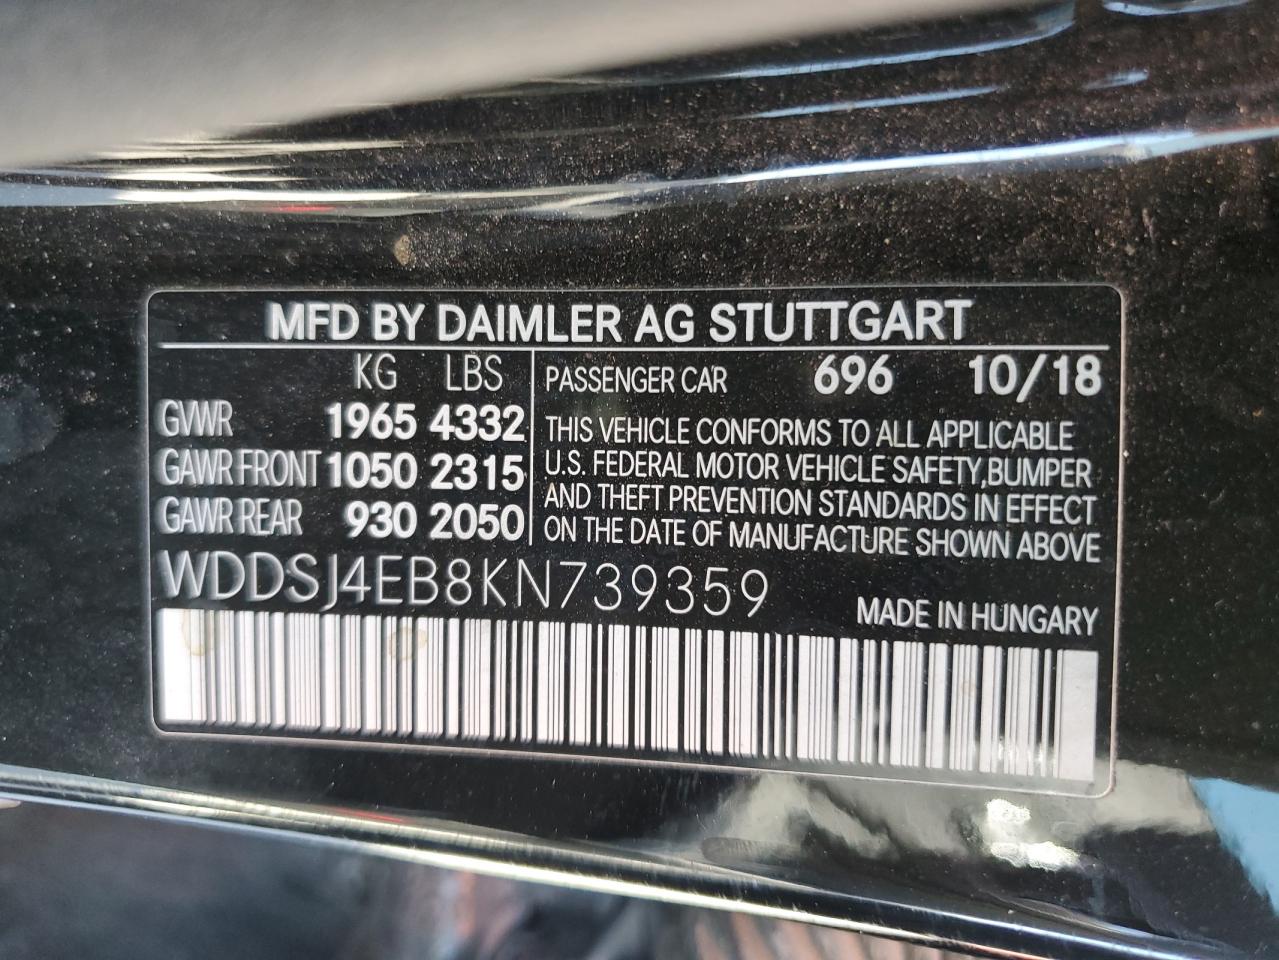 MFD BY DAIMLER AG STUTTGART
KG LBS
GVWR 1965 4332
GAWR FRONT 1050 2315
GAWR REAR 930 2050
PASSENGER CAR 696 10/18
THIS VEHICLE CONFORMS TO ALL APPLICABLE
U.S. FEDERAL MOTOR VEHICLE SAFETY,BUMPER
AND THEFT PREVENTION STANDARDS IN EFFECT
ON THE DATE OF MANUFACTURE SHOWN ABOVE
WDDSJ4EB8KN739359
MADE IN HUNGARY